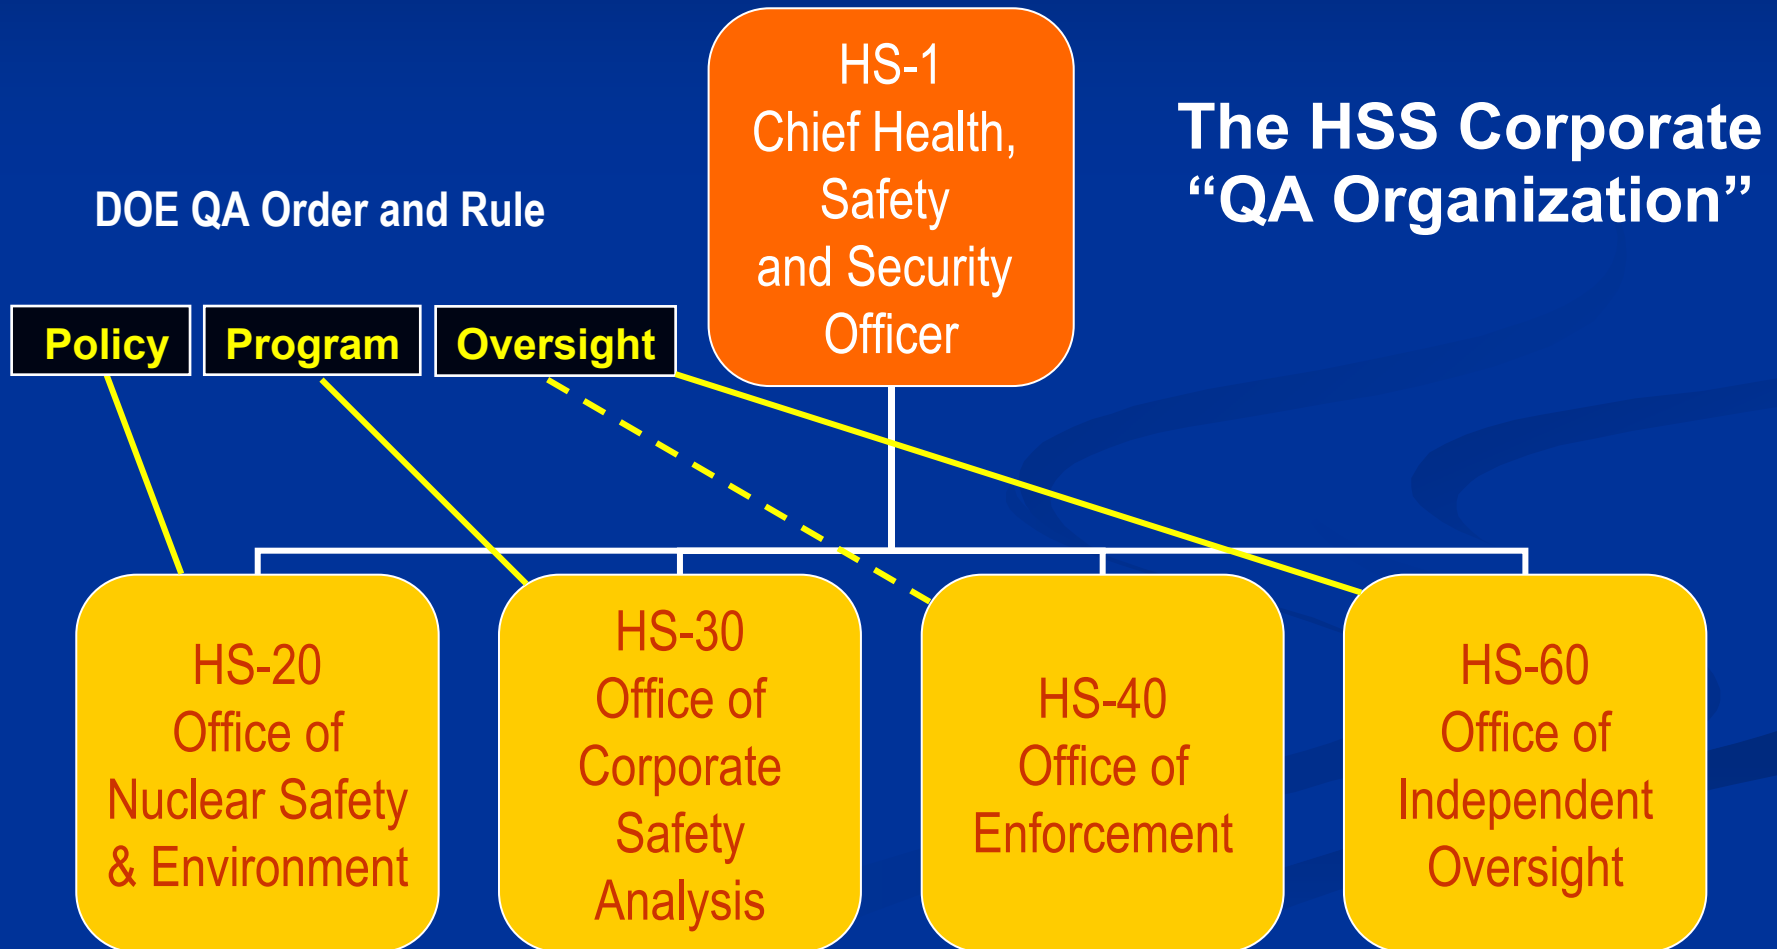 HS-1
Chief Health,
Safety
and Security
Officer
The HSS Corporate
“QA Organization”
DOE QA Order and Rule
Policy
Program
Oversight
HS-20
Office of
Nuclear Safety
& Environment
HS-30
Office of
Corporate
Safety
Analysis
HS-40
Office of
Enforcement
HS-60
Office of
Independent
Oversight